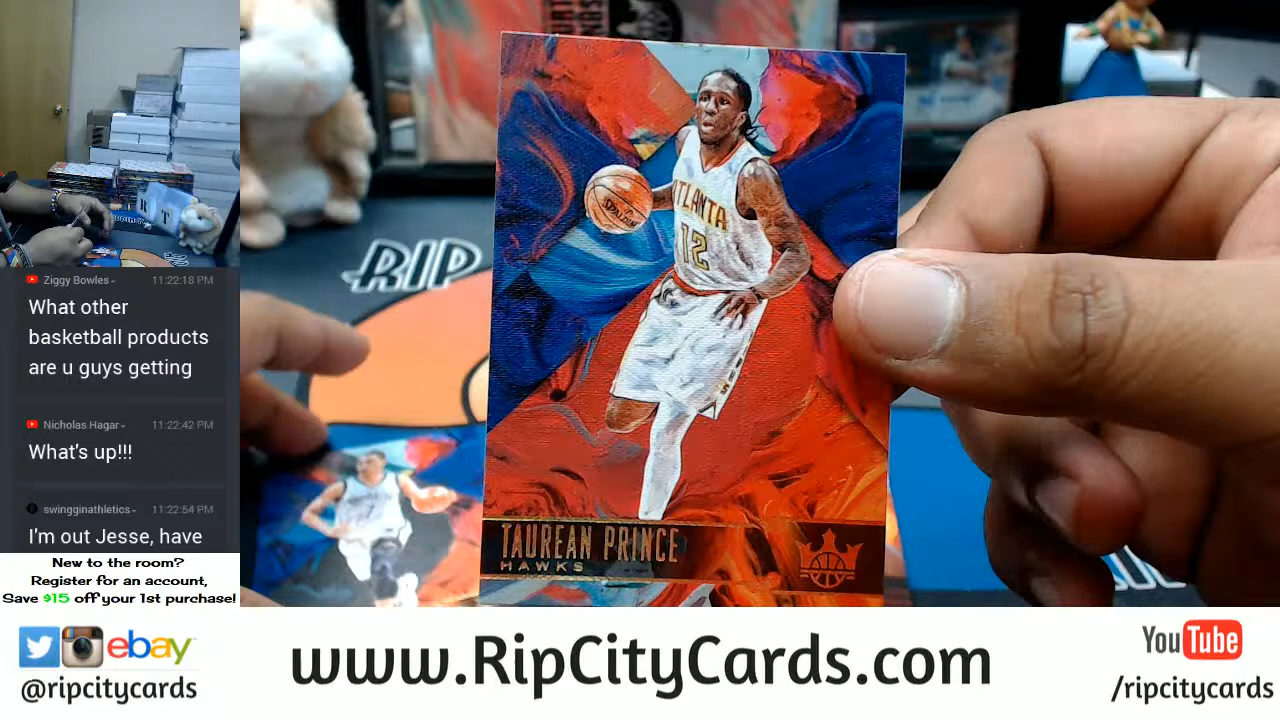 RIP
RT
SPALDING
ATLANTA
12
TAUREAN PRINCE
HAWKS
Ziggy Bowles
11:22:18 PM
What other
basketball products
are u guys getting
Nicholas Hagar
11:22:42 PM
What's up!!!
swingginathletics
11:22:54 PM
I'm out Jesse, have
New to the room?
Register for an account,
Save $15 off your 1st purchase!
ebay
@ripcitycards
www.RipCityCards.com
YouTube
/ripcitycards